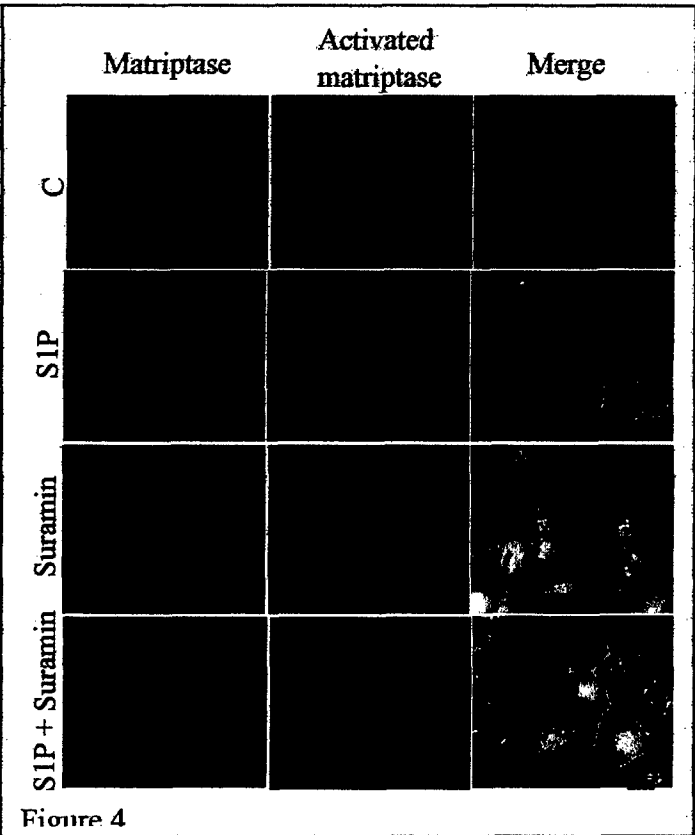 Matriptase
Activated
matriptase
Merge
C
S1P
Suramin
S1P + Suramin
Figure 4